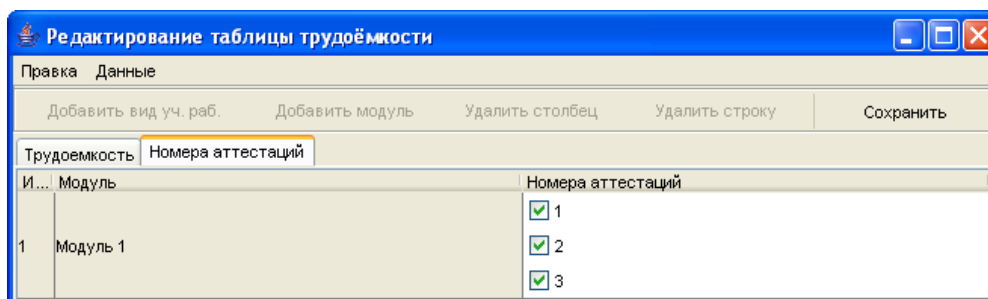 Редактирование таблицы трудоёмкости
Правка Данные
Добавить вид уч. раб. Добавить модуль Удалить столбец Удалить строку Сохранить
Трудоемкость Номера аттестаций
И... Модуль Номера аттестаций
1
2
3
1 Модуль 1